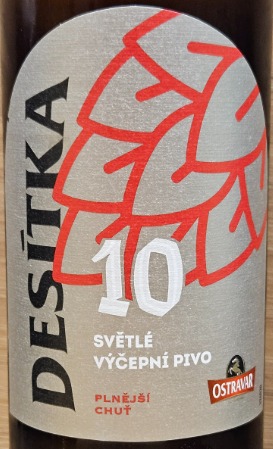 DESÍTKA
10
SVĚTLÉ
VÝČEPNÍ PIVO
PLNĚJŠÍ
CHUŤ
OSTRAVAR